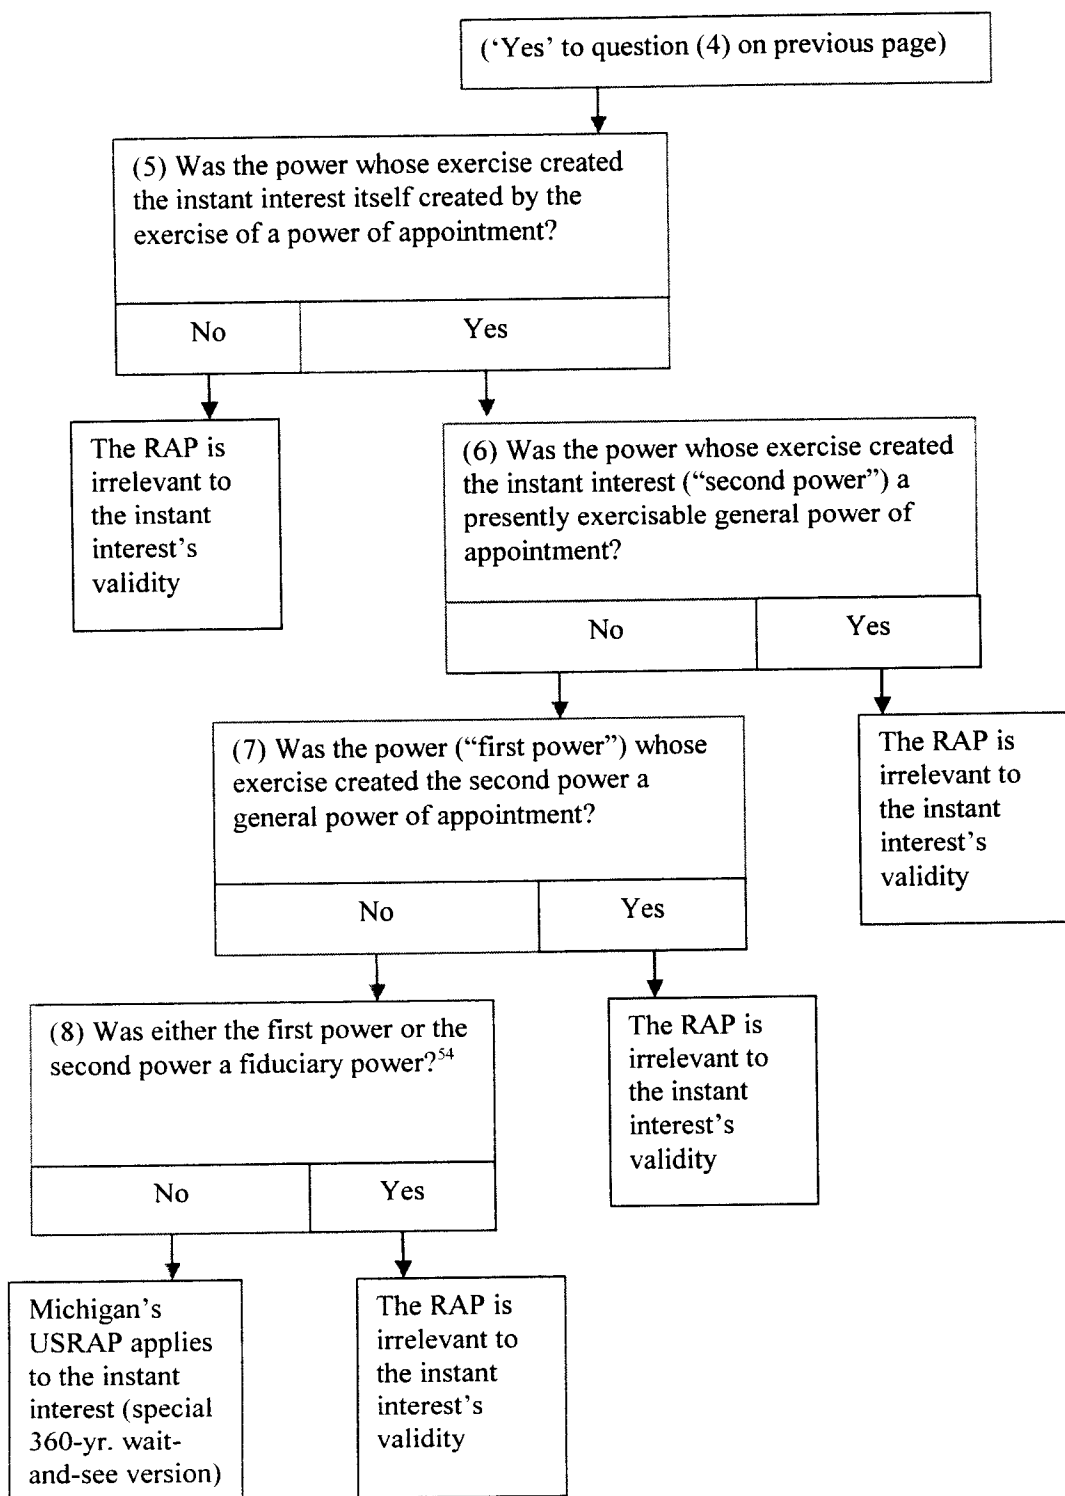 (‘Yes’ to question (4) on previous page)
(5) Was the power whose exercise created
the instant interest itself created by the
exercise of a power of appointment?
No
Yes
The RAP is
irrelevant to
the instant
interest’s
validity
(6) Was the power whose exercise created
the instant interest (“second power”) a
presently exercisable general power of
appointment?
No
Yes
The RAP is
irrelevant to
the instant
interest’s
validity
(7) Was the power (“first power”) whose
exercise created the second power a
general power of appointment?
No
Yes
The RAP is
irrelevant to
the instant
interest’s
validity
(8) Was either the first power or the
second power a fiduciary power?54
No
Yes
Michigan’s
USRAP applies
to the instant
interest (special
360-yr. wait-
and-see version)
The RAP is
irrelevant to
the instant
interest’s
validity